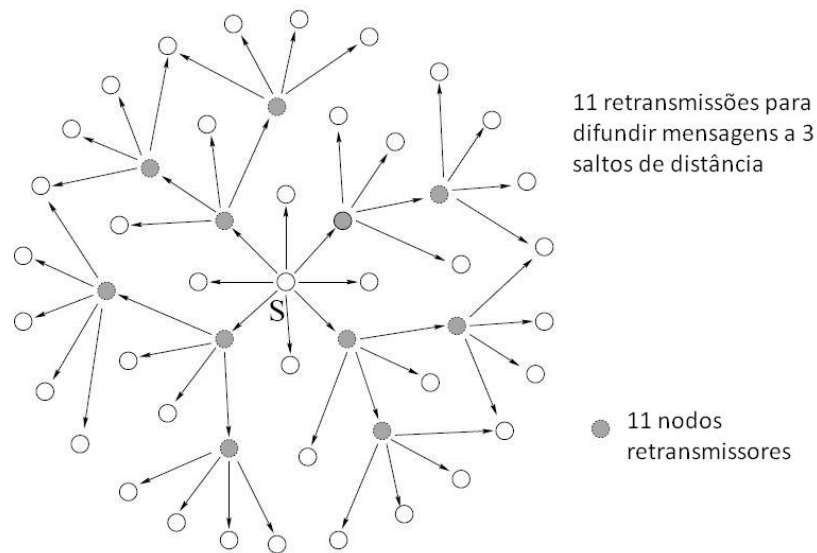 11 retransmissões para
difundir mensagens a 3
saltos de distância
S
11 nodos
retransmissores